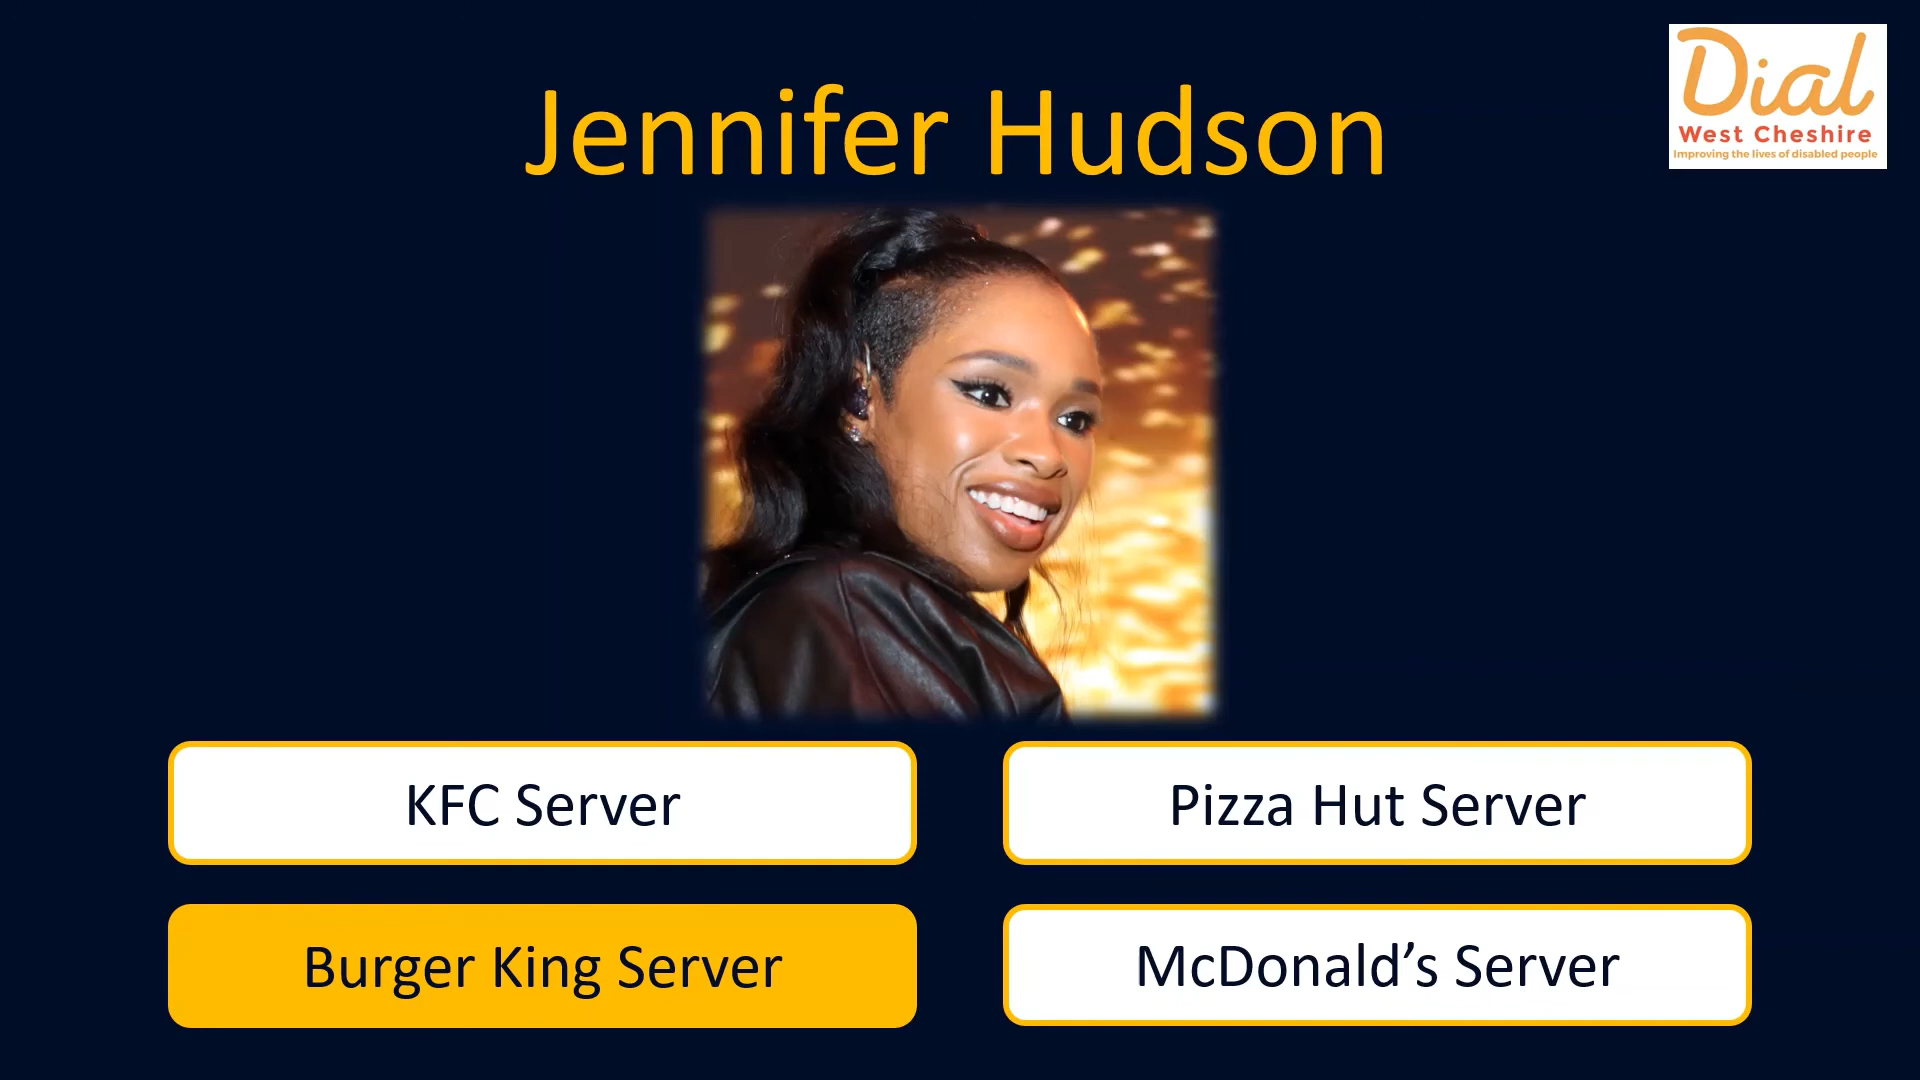 Jennifer Hudson
Dial
West Cheshire
Improving the lives of disabled people
KFC Server
Pizza Hut Server
Burger King Server
McDonald’s Server